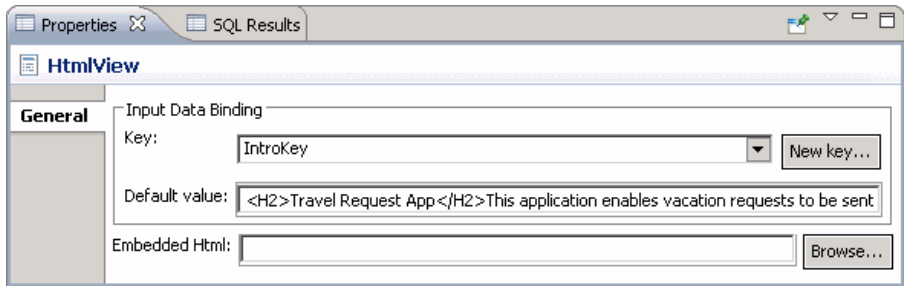 Properties SQL Results
HtmlView
General
Input Data Binding
Key: IntroKey New key...
Default value: <H2>Travel Request App</H2>This application enables vacation requests to be sent
Embedded Html: Browse...